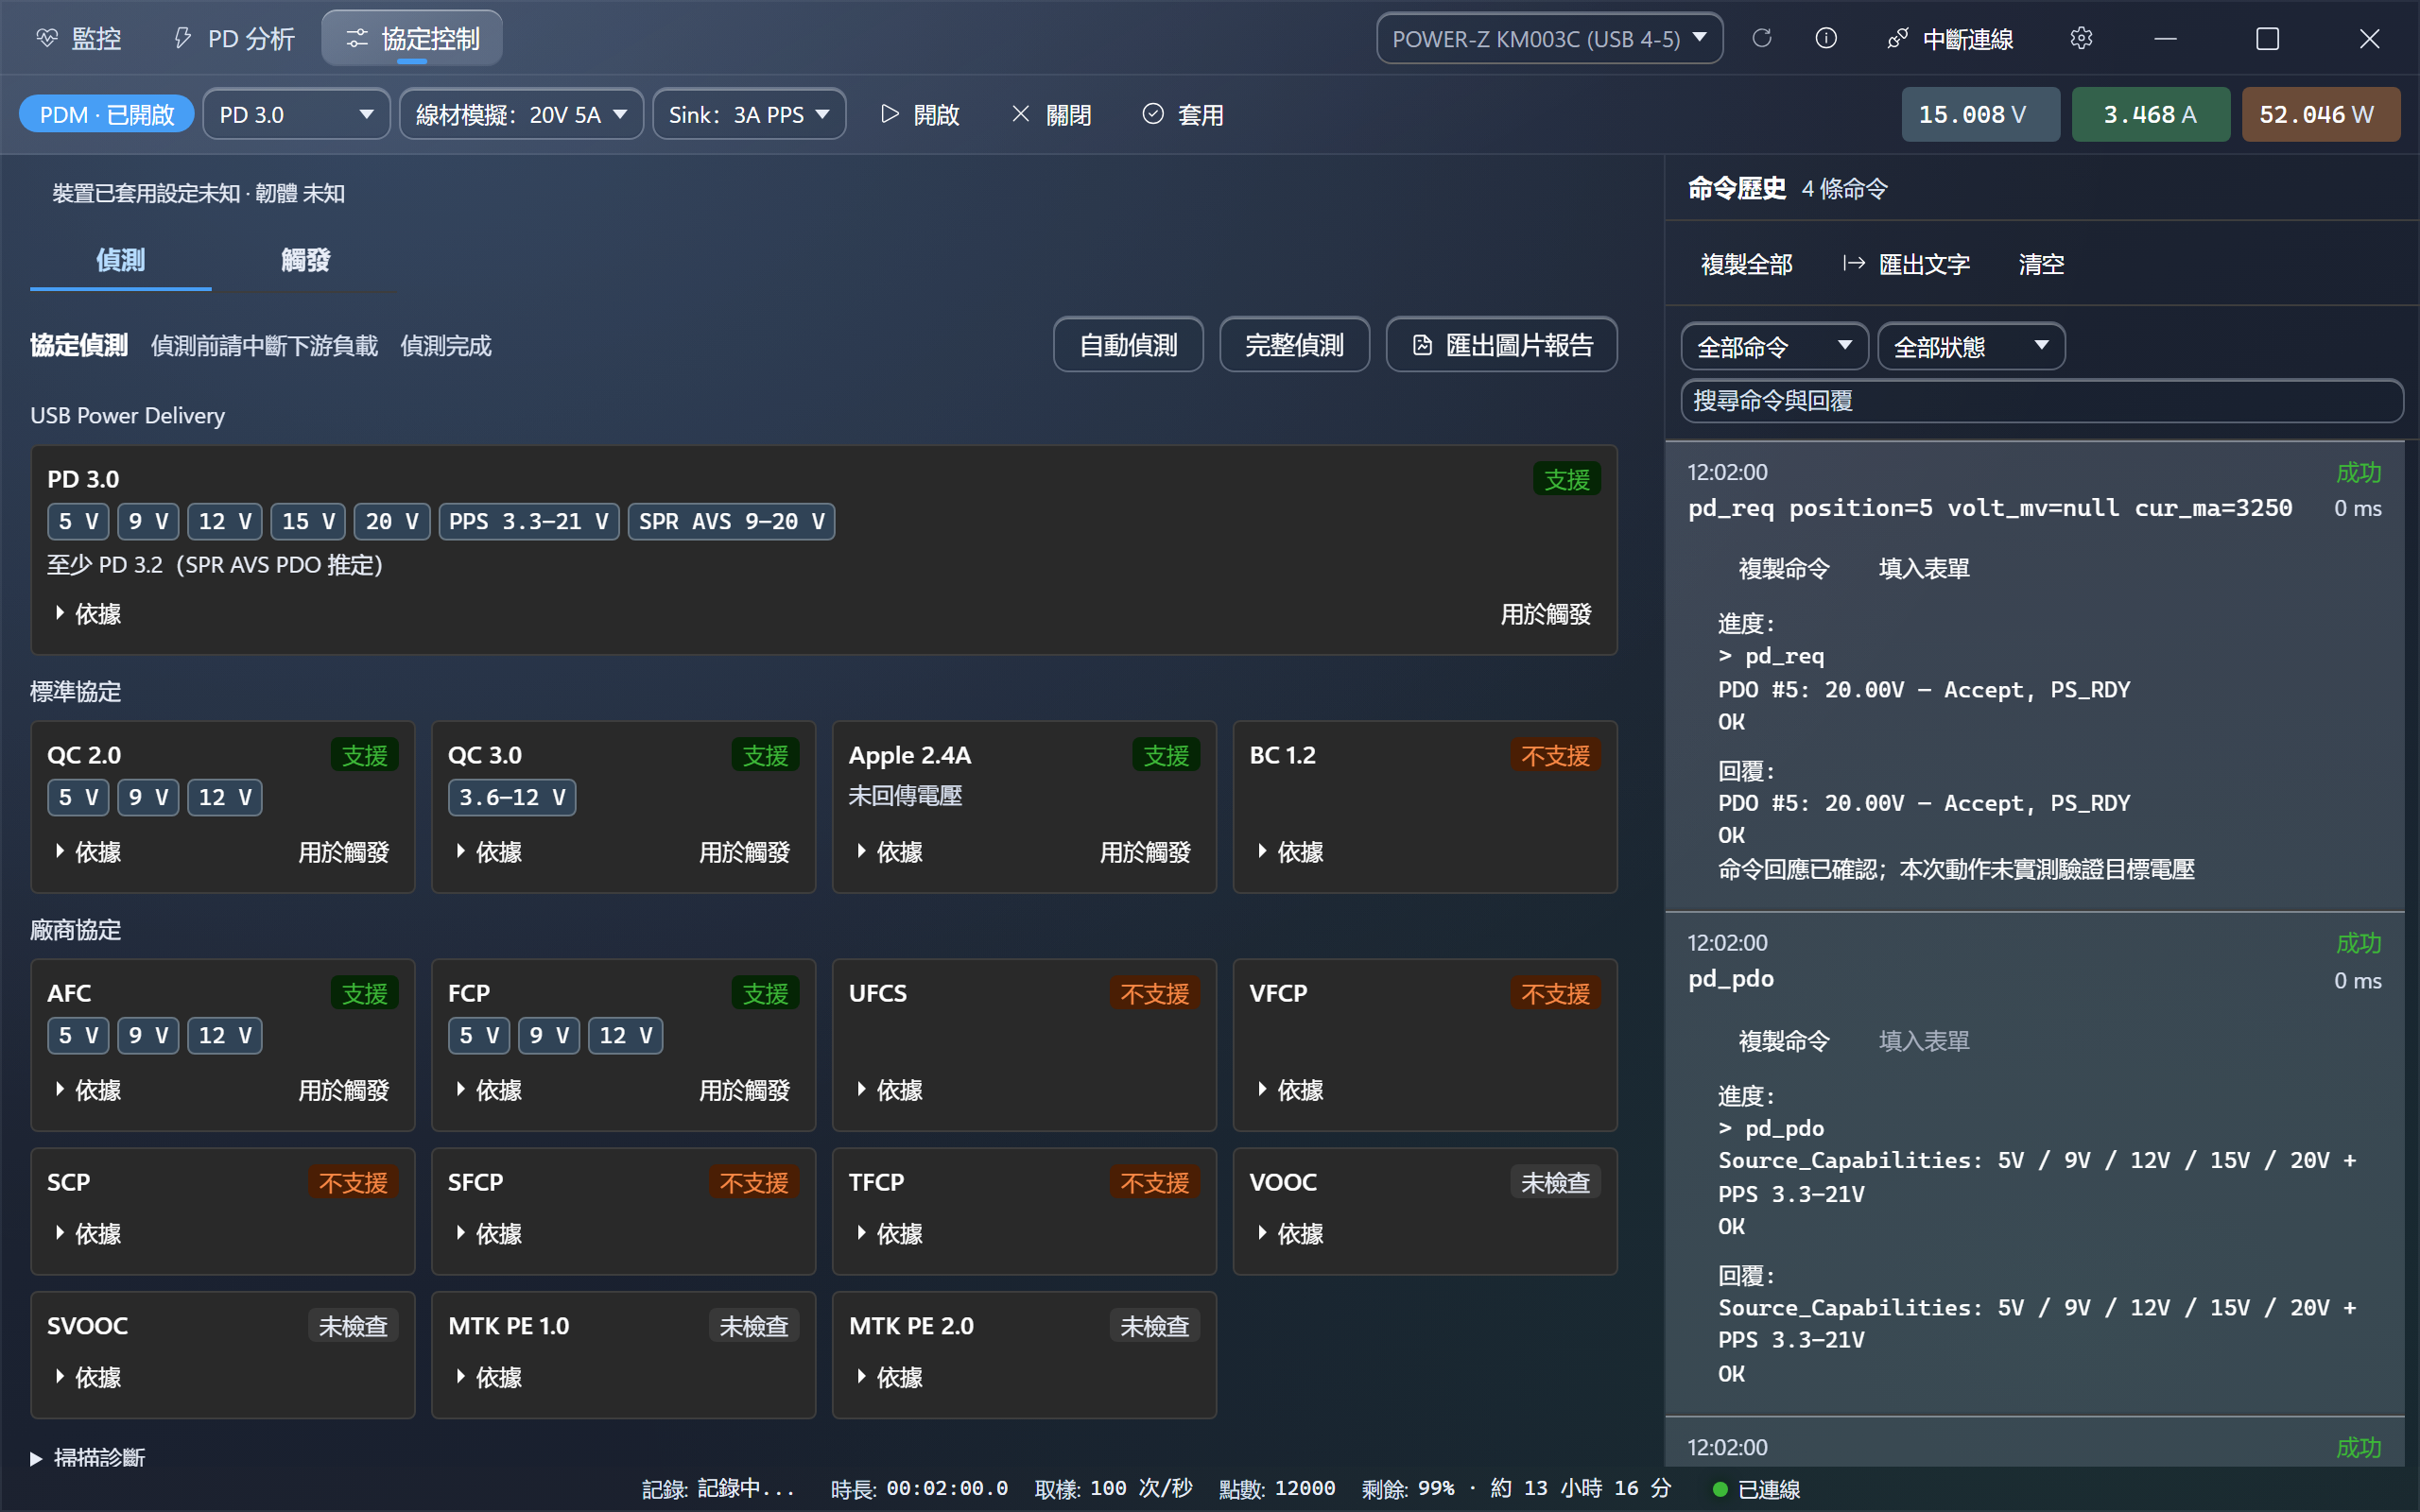 監控 PD 分析 協定控制 POWER-Z KM003C (USB 4-5) 中斷連線
PDM · 已開啟 PD 3.0 線材模擬：20V 5A Sink：3A PPS 開啟 關閉 套用 15.008 V 3.468 A 52.046 W
裝置已套用設定未知 · 韌體 未知
偵測 觸發
協定偵測 偵測前請中斷下游負載 偵測完成 自動偵測 完整偵測 匯出圖片報告
USB Power Delivery
PD 3.0 支援
5 V 9 V 12 V 15 V 20 V PPS 3.3–21 V SPR AVS 9–20 V
至少 PD 3.2（SPR AVS PDO 推定）
依據 用於觸發
標準協定
QC 2.0 支援
5 V 9 V 12 V
依據 用於觸發
QC 3.0 支援
3.6–12 V
依據 用於觸發
Apple 2.4A 支援
未回傳電壓
依據 用於觸發
BC 1.2 不支援
依據
廠商協定
AFC 支援
5 V 9 V 12 V
依據 用於觸發
FCP 支援
5 V 9 V 12 V
依據 用於觸發
UFCS 不支援
依據
VFCP 不支援
依據
SCP 不支援
依據
SFCP 不支援
依據
TFCP 不支援
依據
VOOC 未檢查
依據
SVOOC 未檢查
依據
MTK PE 1.0 未檢查
依據
MTK PE 2.0 未檢查
依據
掃描診斷
命令歷史 4 條命令
複製全部 匯出文字 清空
全部命令 全部狀態
搜尋命令與回覆
12:02:00 成功
pd_req position=5 volt_mv=null cur_ma=3250 0 ms
複製命令 填入表單
進度:
> pd_req
PDO #5: 20.00V — Accept, PS_RDY
OK
回覆:
PDO #5: 20.00V — Accept, PS_RDY
OK
命令回應已確認；本次動作未實測驗證目標電壓
12:02:00 成功
pd_pdo 0 ms
複製命令 填入表單
進度:
> pd_pdo
Source_Capabilities: 5V / 9V / 12V / 15V / 20V +
PPS 3.3–21V
OK
回覆:
Source_Capabilities: 5V / 9V / 12V / 15V / 20V +
PPS 3.3–21V
OK
12:02:00 成功
記錄: 記錄中... 時長: 00:02:00.0 取樣: 100 次/秒 點數: 12000 剩餘: 99% · 約 13 小時 16 分 已連線